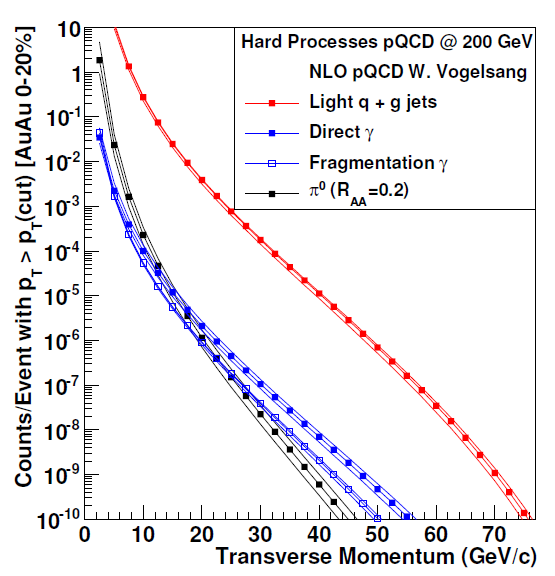 Counts/Event with p_T > p_T(cut) [AuAu 0-20%]
10
1
10^-1
10^-2
10^-3
10^-4
10^-5
10^-6
10^-7
10^-8
10^-9
10^-10
Hard Processes pQCD @ 200 GeV
NLO pQCD W. Vogelsang
Light q + g jets
Direct γ
Fragmentation γ
π^0 (R_AA=0.2)
0 10 20 30 40 50 60 70
Transverse Momentum (GeV/c)